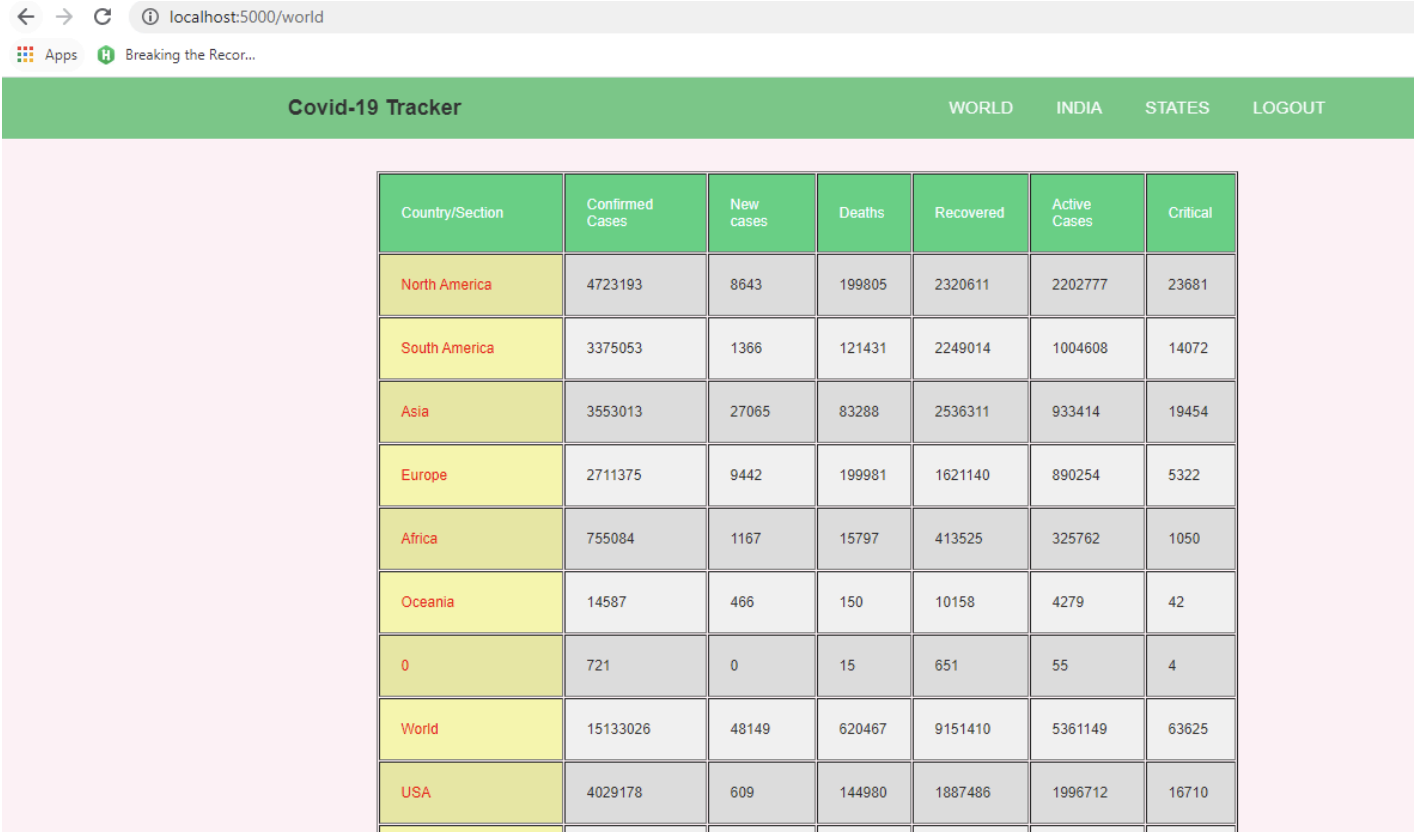 localhost:5000/world
Apps Breaking the Recor...
Covid-19 Tracker WORLD INDIA STATES LOGOUT
Country/Section Confirmed Cases New cases Deaths Recovered Active Cases Critical
North America 4723193 8643 199805 2320611 2202777 23681
South America 3375053 1366 121431 2249014 1004608 14072
Asia 3553013 27065 83288 2536311 933414 19454
Europe 2711375 9442 199981 1621140 890254 5322
Africa 755084 1167 15797 413525 325762 1050
Oceania 14587 466 150 10158 4279 42
0 721 0 15 651 55 4
World 15133026 48149 620467 9151410 5361149 63625
USA 4029178 609 144980 1887486 1996712 16710